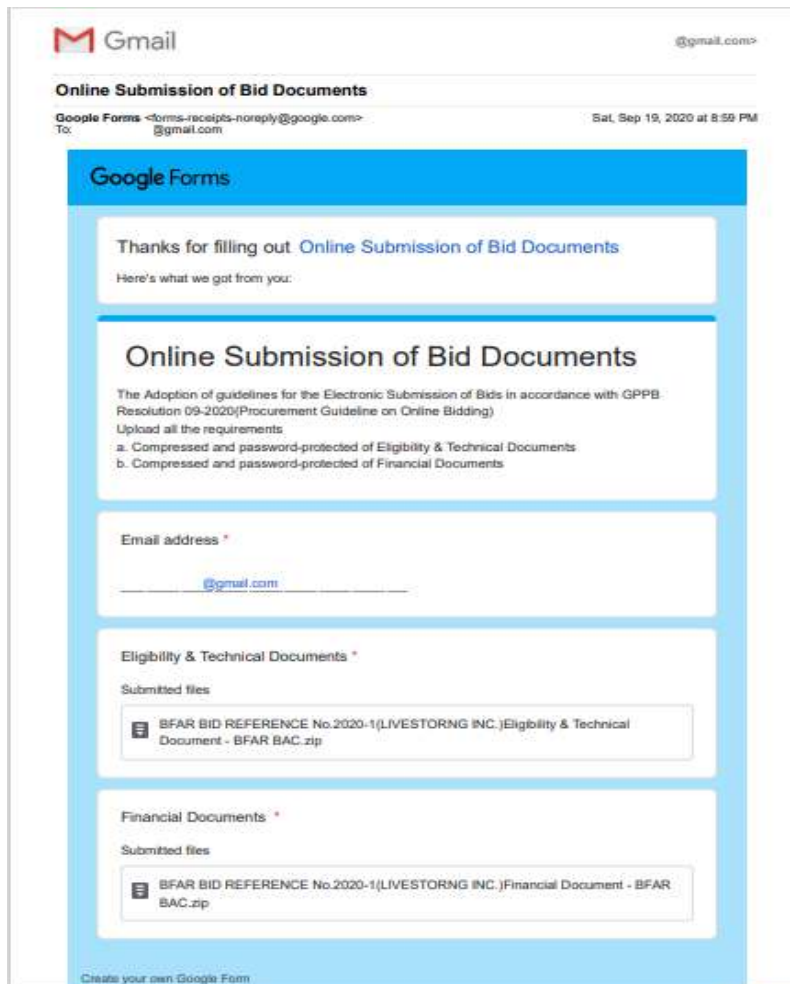 Gmail
@gmail.com>
Online Submission of Bid Documents
Google Forms <forms-receipts-noreply@google.com>
Sat, Sep 19, 2020 at 8:59 PM
To: @gmail.com
Google Forms
Thanks for filling out Online Submission of Bid Documents
Here's what we got from you:
Online Submission of Bid Documents
The Adoption of guidelines for the Electronic Submission of Bids in accordance with GPPB
Resolution 09-2020(Procurement Guideline on Online Bidding)
Upload all the requirements
a. Compressed and password-protected of Eligibility & Technical Documents
b. Compressed and password-protected of Financial Documents
Email address *
@gmail.com
Eligibility & Technical Documents *
Submitted files
BFAR BID REFERENCE No.2020-1(LIVESTORNG INC.)Eligibility & Technical
Document - BFAR BAC.zip
Financial Documents *
Submitted files
BFAR BID REFERENCE No.2020-1(LIVESTORNG INC.)Financial Document - BFAR
BAC.zip
Create your own Google Form